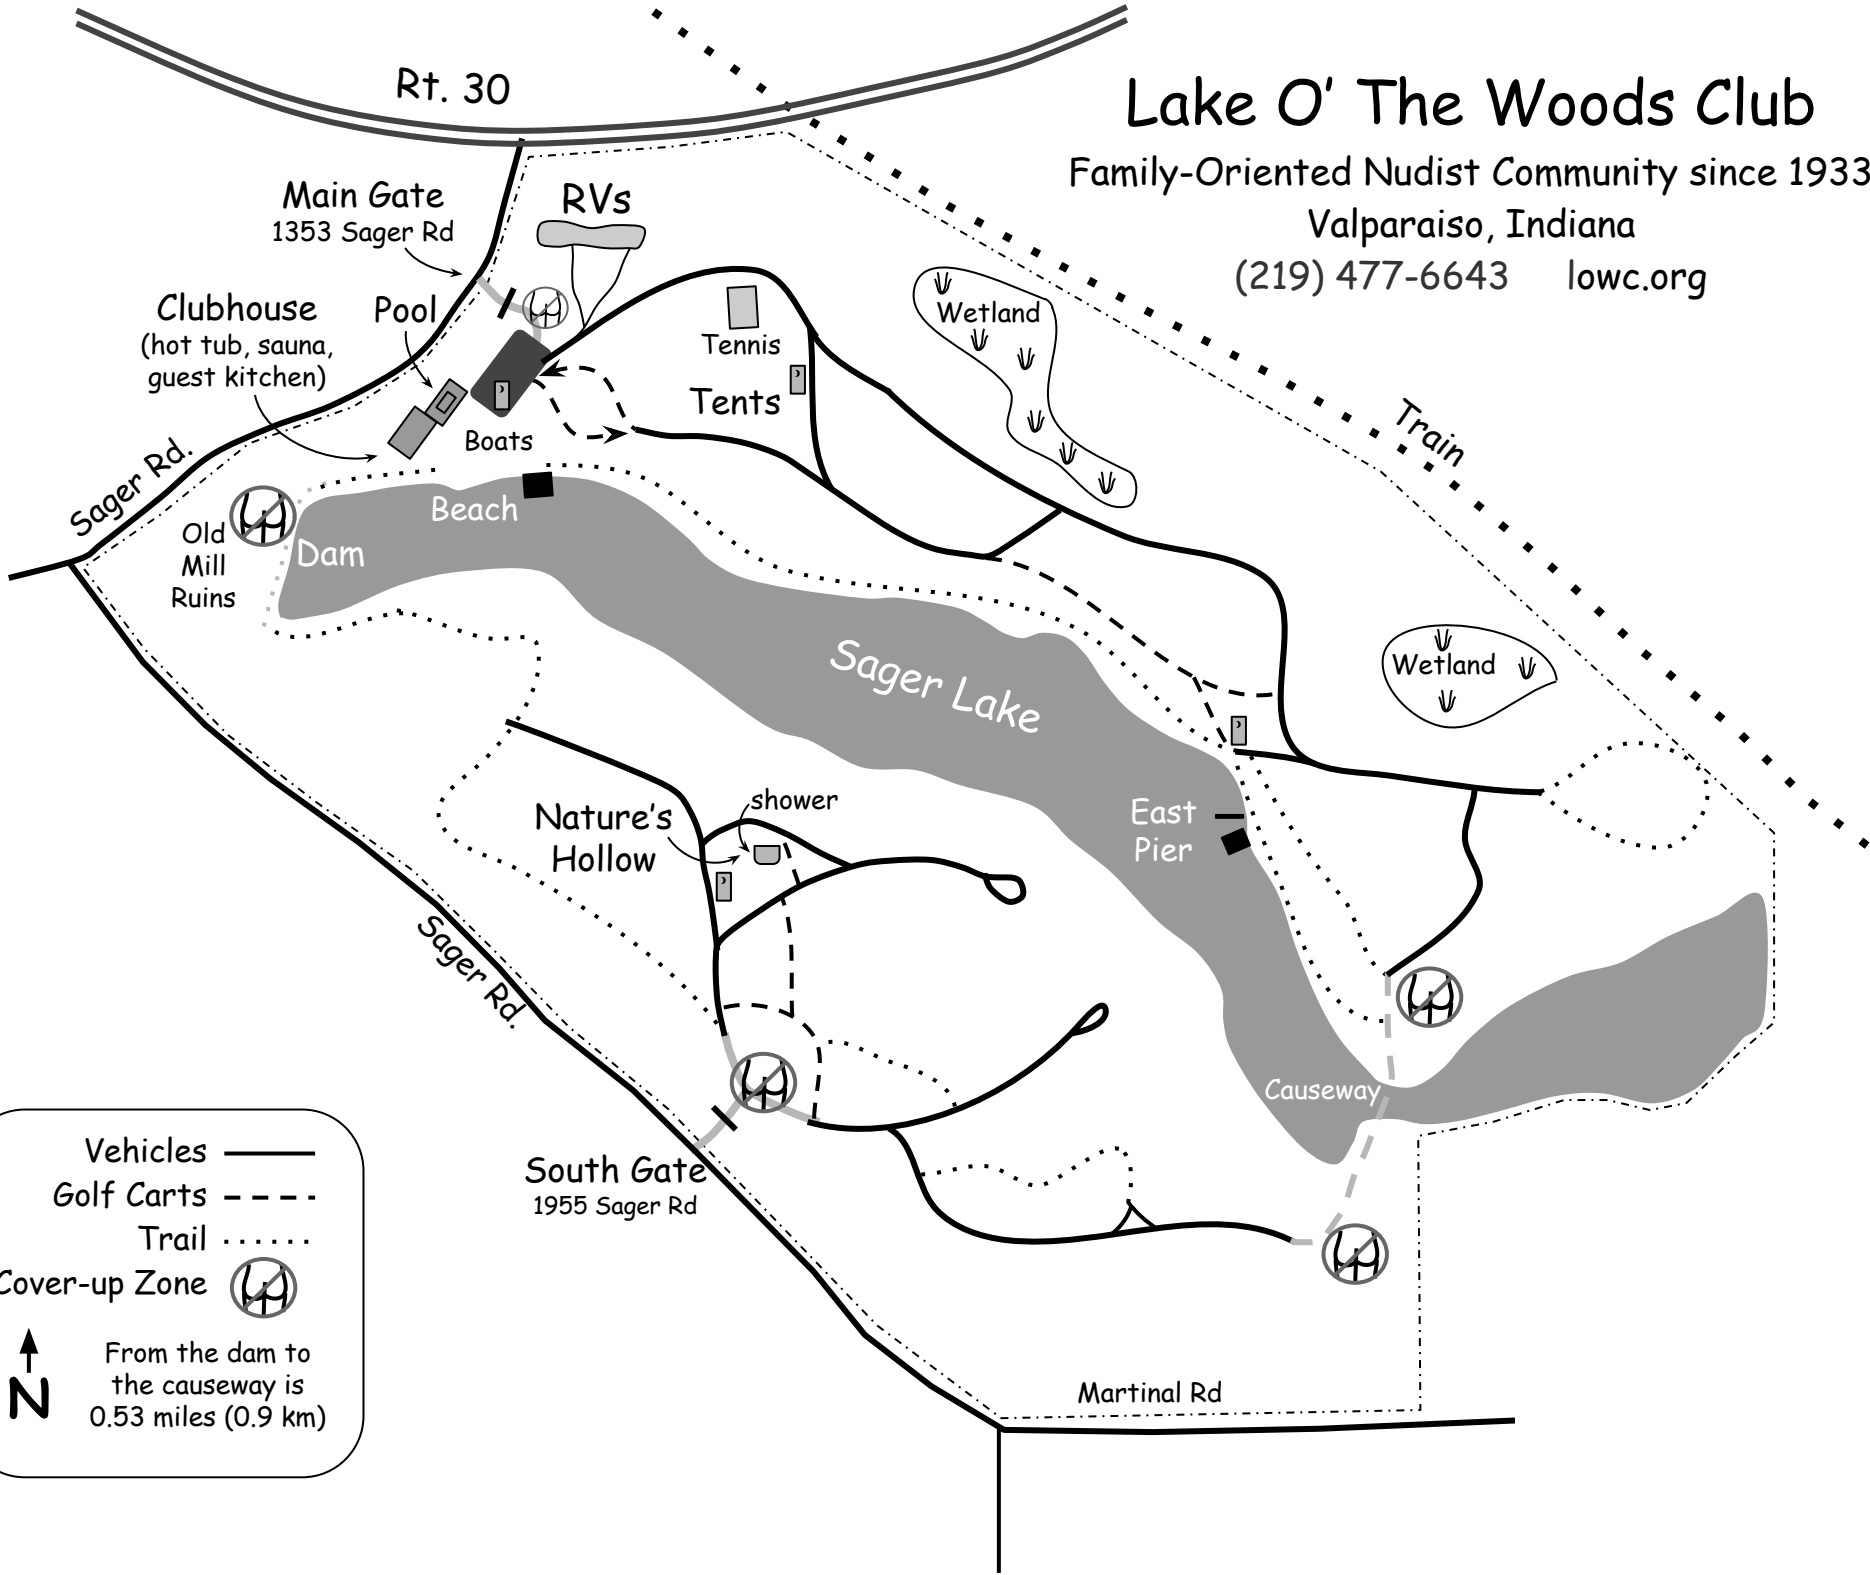 Rt. 30
Lake O' The Woods Club
Family-Oriented Nudist Community since 1933
Valparaiso, Indiana
(219) 477-6643 lowc.org
Main Gate
1353 Sager Rd
RVs
Clubhouse
(hot tub, sauna,
guest kitchen)
Pool
Wetland
Tennis
Tents
Train
Boats
Sager Rd.
Beach
Old
Mill
Ruins
Dam
Sager Lake
Wetland
Nature's
Hollow
shower
East
Pier
Sager Rd.
Causeway
South Gate
1955 Sager Rd
Vehicles
Golf Carts
Trail
Cover-up Zone
N
From the dam to
the causeway is
0.53 miles (0.9 km)
Martinal Rd